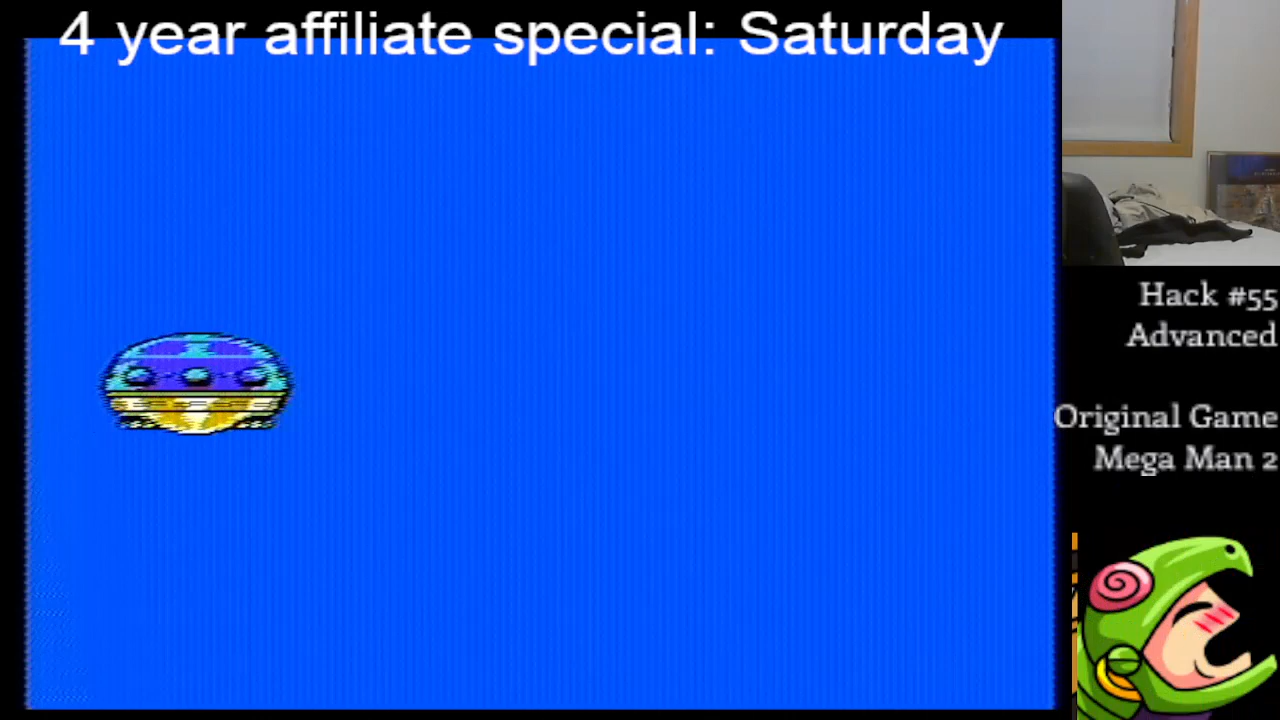 4 year affiliate special: Saturday
Hack #55
Advanced
Original Game
Mega Man 2